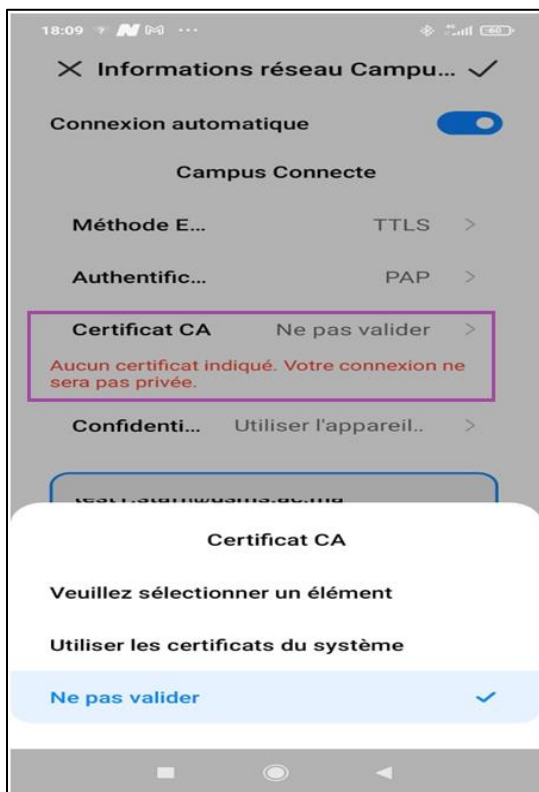 18:09
Informations réseau Campu...
Connexion automatique
Campus Connecte
Méthode E... TTLS
Authentific... PAP
Certificat CA Ne pas valider
Aucun certificat indiqué. Votre connexion ne
sera pas privée.
Confidenti... Utiliser l'appareil..
Certificat CA
Veuillez sélectionner un élément
Utiliser les certificats du système
Ne pas valider